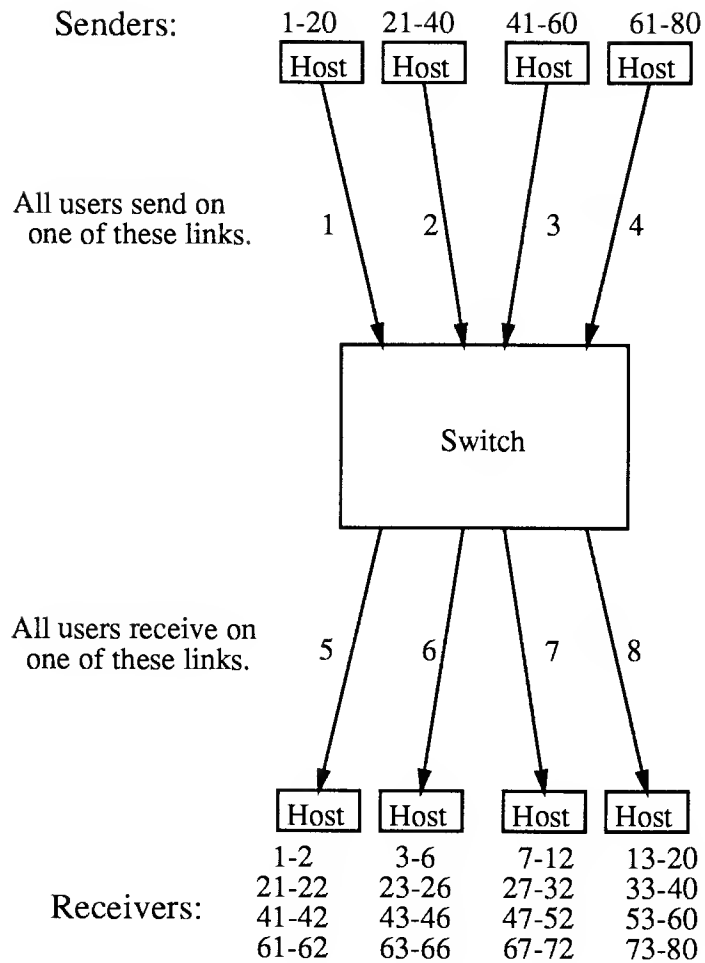 Senders: 1-20 21-40 41-60 61-80
Host Host Host Host
All users send on
one of these links.
1 2 3 4
Switch
All users receive on
one of these links.
5 6 7 8
Host Host Host Host
1-2 3-6 7-12 13-20
21-22 23-26 27-32 33-40
Receivers: 41-42 43-46 47-52 53-60
61-62 63-66 67-72 73-80